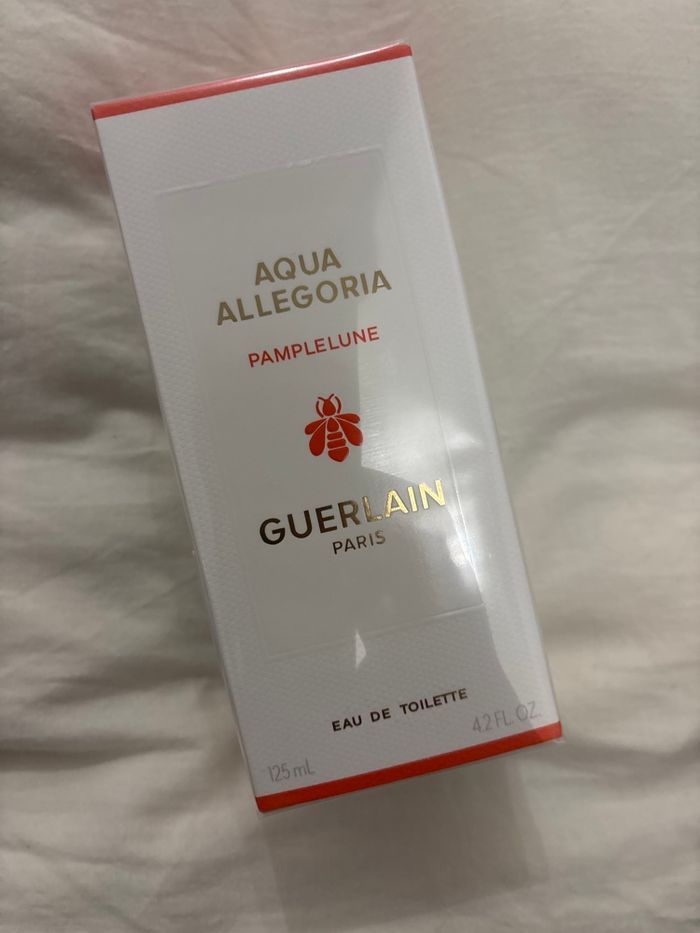 AQUA
ALLEGORIA
PAMPLELUNE
GUERLAIN
PARIS
EAU DE TOILETTE
125 mL 4.2 FL. OZ.